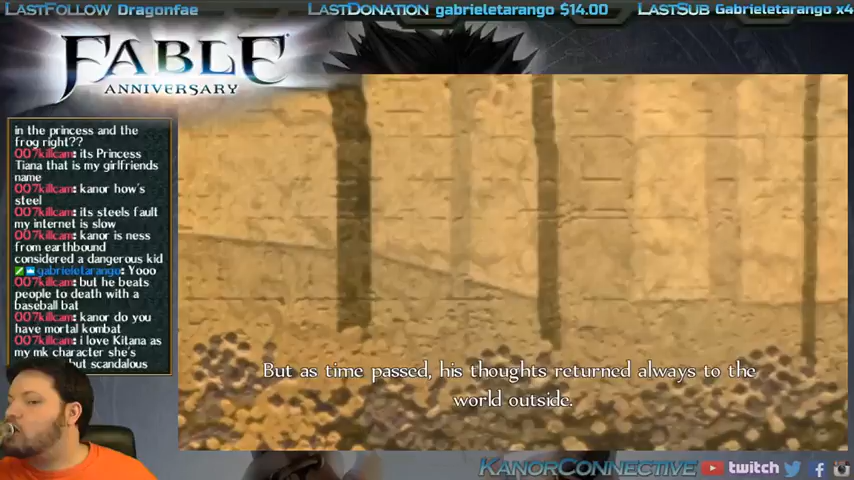 LASTFOLLOW Dragonfae
LASTDONATION gabrieletarango $14.00
LASTSUB Gabrieletarango x4
FABLE
ANNIVERSARY
in the princess and the
frog right??
007killcam: its Princess
Tiana that is my girlfriends
name
007killcam: kanor how's
steel
007killcam: its steels fault
my internet is slow
007killcam: kanor is ness
from earthbound
considered a dangerous kid
gabrieletarango: Yooo
007killcam: but he beats
people to death with a
baseball bat
007killcam: kanor do you
have mortal kombat
007killcam: i love Kitana as
my mk character she's
but scandalous
But as time passed, his thoughts returned always to the
world outside.
KANORCONNECTIVE
twitch